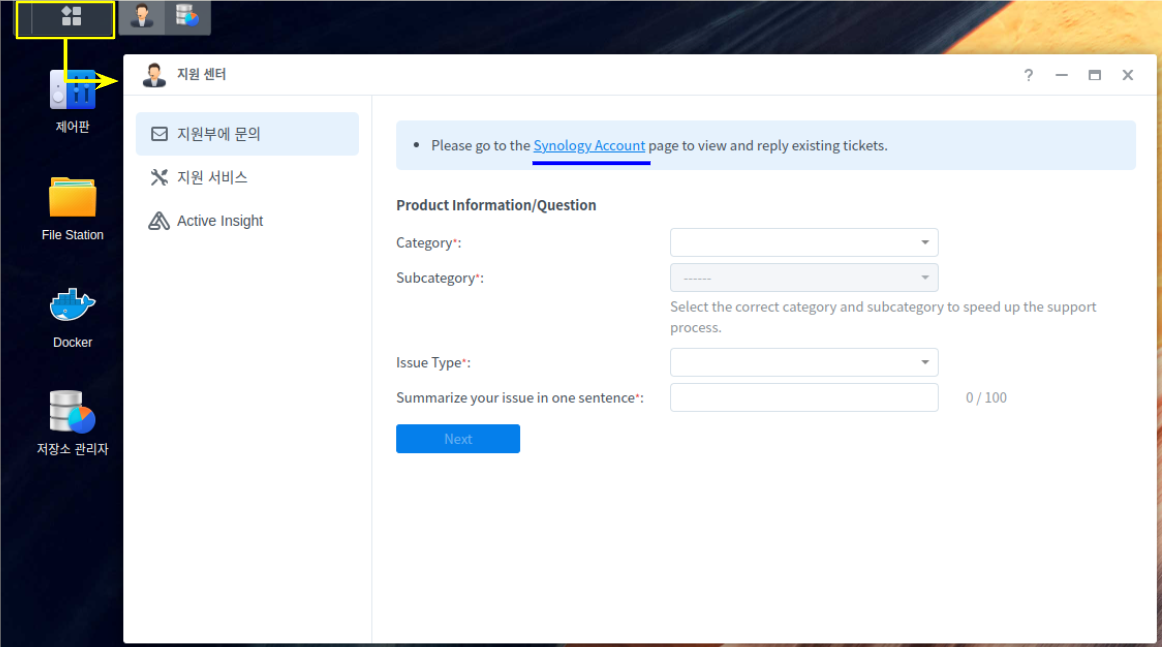 제어판
File Station
Docker
저장소 관리자
지원 센터
지원부에 문의
지원 서비스
Active Insight
Please go to the Synology Account page to view and reply existing tickets.
Product Information/Question
Category*:
Subcategory*:
------
Select the correct category and subcategory to speed up the support
process.
Issue Type*:
Summarize your issue in one sentence*:
0 / 100
Next